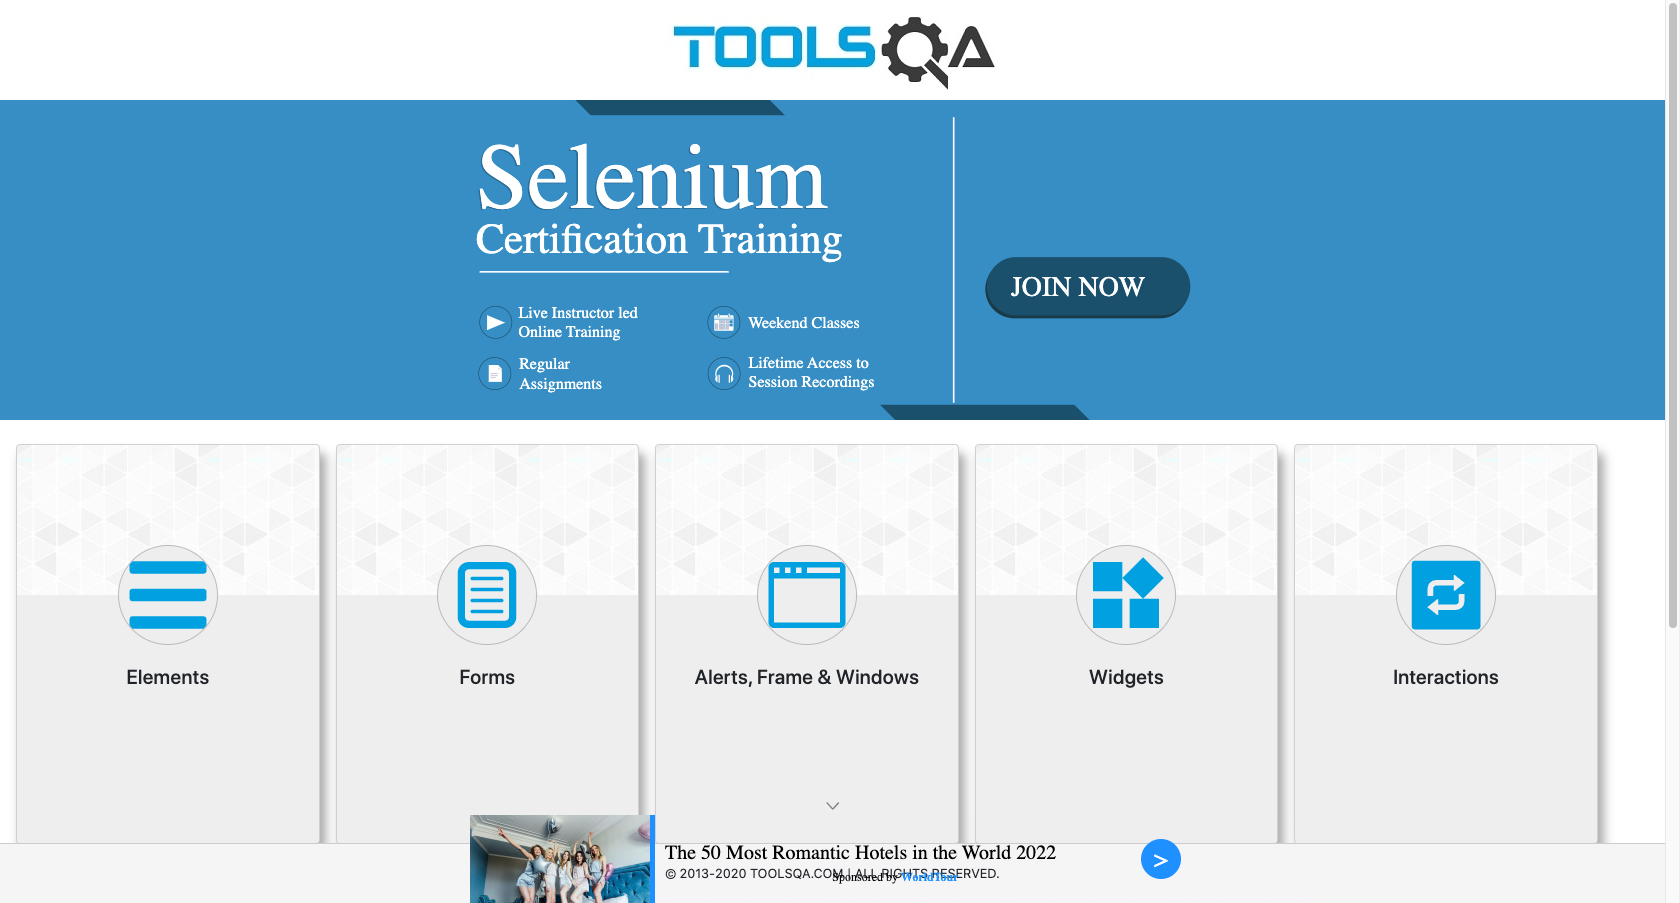 TOOLSQA
Selenium
Certification Training
JOIN NOW
Live Instructor led
Online Training
Weekend Classes
Regular
Assignments
Lifetime Access to
Session Recordings
Elements
Forms
Alerts, Frame & Windows
Widgets
Interactions
The 50 Most Romantic Hotels in the World 2022
© 2013-2020 TOOLSQA.COM | ALL RIGHTS RESERVED.
Sponsored by WorldTour